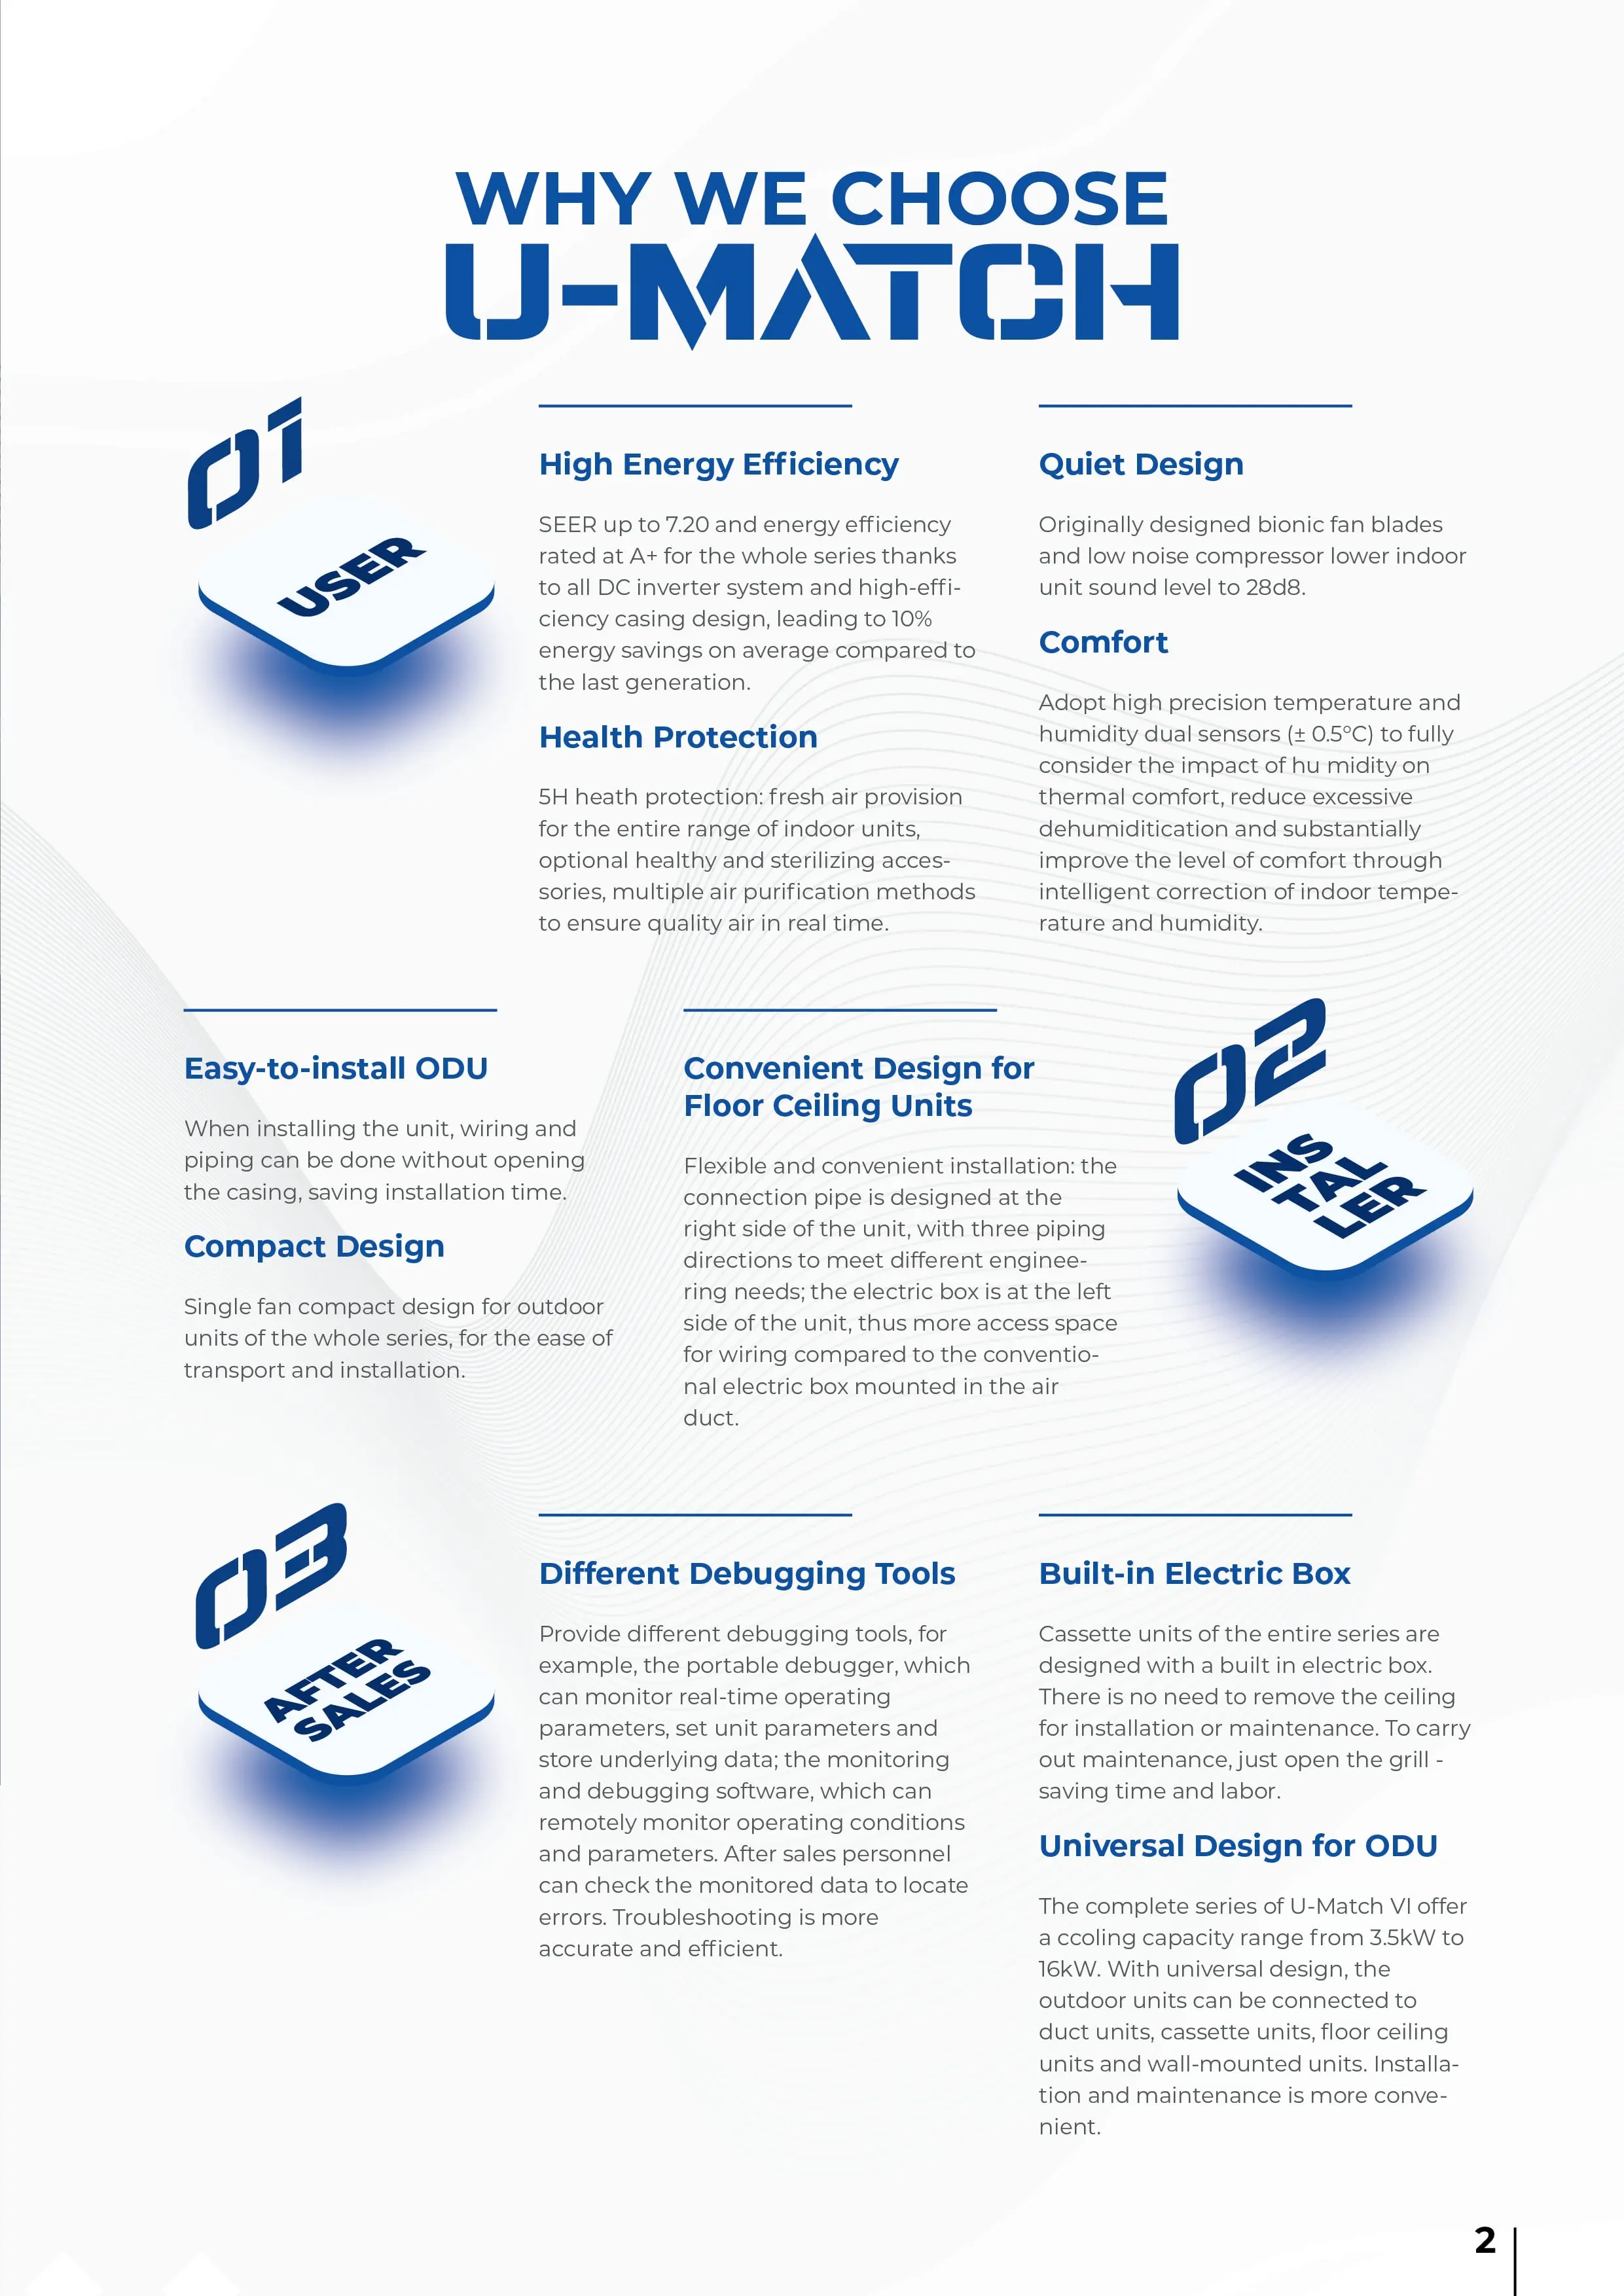 WHY WE CHOOSE
U-MATCH
01
USER
High Energy Efficiency
SEER up to 7.20 and energy efficiency
rated at A+ for the whole series thanks
to all DC inverter system and high-effi-
ciency casing design, leading to 10%
energy savings on average compared to
the last generation.
Health Protection
5H heath protection: fresh air provision
for the entire range of indoor units,
optional healthy and sterilizing acces-
sories, multiple air purification methods
to ensure quality air in real time.
Quiet Design
Originally designed bionic fan blades
and low noise compressor lower indoor
unit sound level to 28d8.
Comfort
Adopt high precision temperature and
humidity dual sensors (± 0.5°C) to fully
consider the impact of hu midity on
thermal comfort, reduce excessive
dehumiditication and substantially
improve the level of comfort through
intelligent correction of indoor tempe-
rature and humidity.
02
INS
TAL
LER
Easy-to-install ODU
When installing the unit, wiring and
piping can be done without opening
the casing, saving installation time.
Compact Design
Single fan compact design for outdoor
units of the whole series, for the ease of
transport and installation.
Convenient Design for
Floor Ceiling Units
Flexible and convenient installation: the
connection pipe is designed at the
right side of the unit, with three piping
directions to meet different enginee-
ring needs; the electric box is at the left
side of the unit, thus more access space
for wiring compared to the conventio-
nal electric box mounted in the air
duct.
03
AFTER
SALES
Different Debugging Tools
Provide different debugging tools, for
example, the portable debugger, which
can monitor real-time operating
parameters, set unit parameters and
store underlying data; the monitoring
and debugging software, which can
remotely monitor operating conditions
and parameters. After sales personnel
can check the monitored data to locate
errors. Troubleshooting is more
accurate and efficient.
Built-in Electric Box
Cassette units of the entire series are
designed with a built in electric box.
There is no need to remove the ceiling
for installation or maintenance. To carry
out maintenance, just open the grill -
saving time and labor.
Universal Design for ODU
The complete series of U-Match VI offer
a ccoling capacity range from 3.5kW to
16kW. With universal design, the
outdoor units can be connected to
duct units, cassette units, floor ceiling
units and wall-mounted units. Installa-
tion and maintenance is more conve-
nient.
2